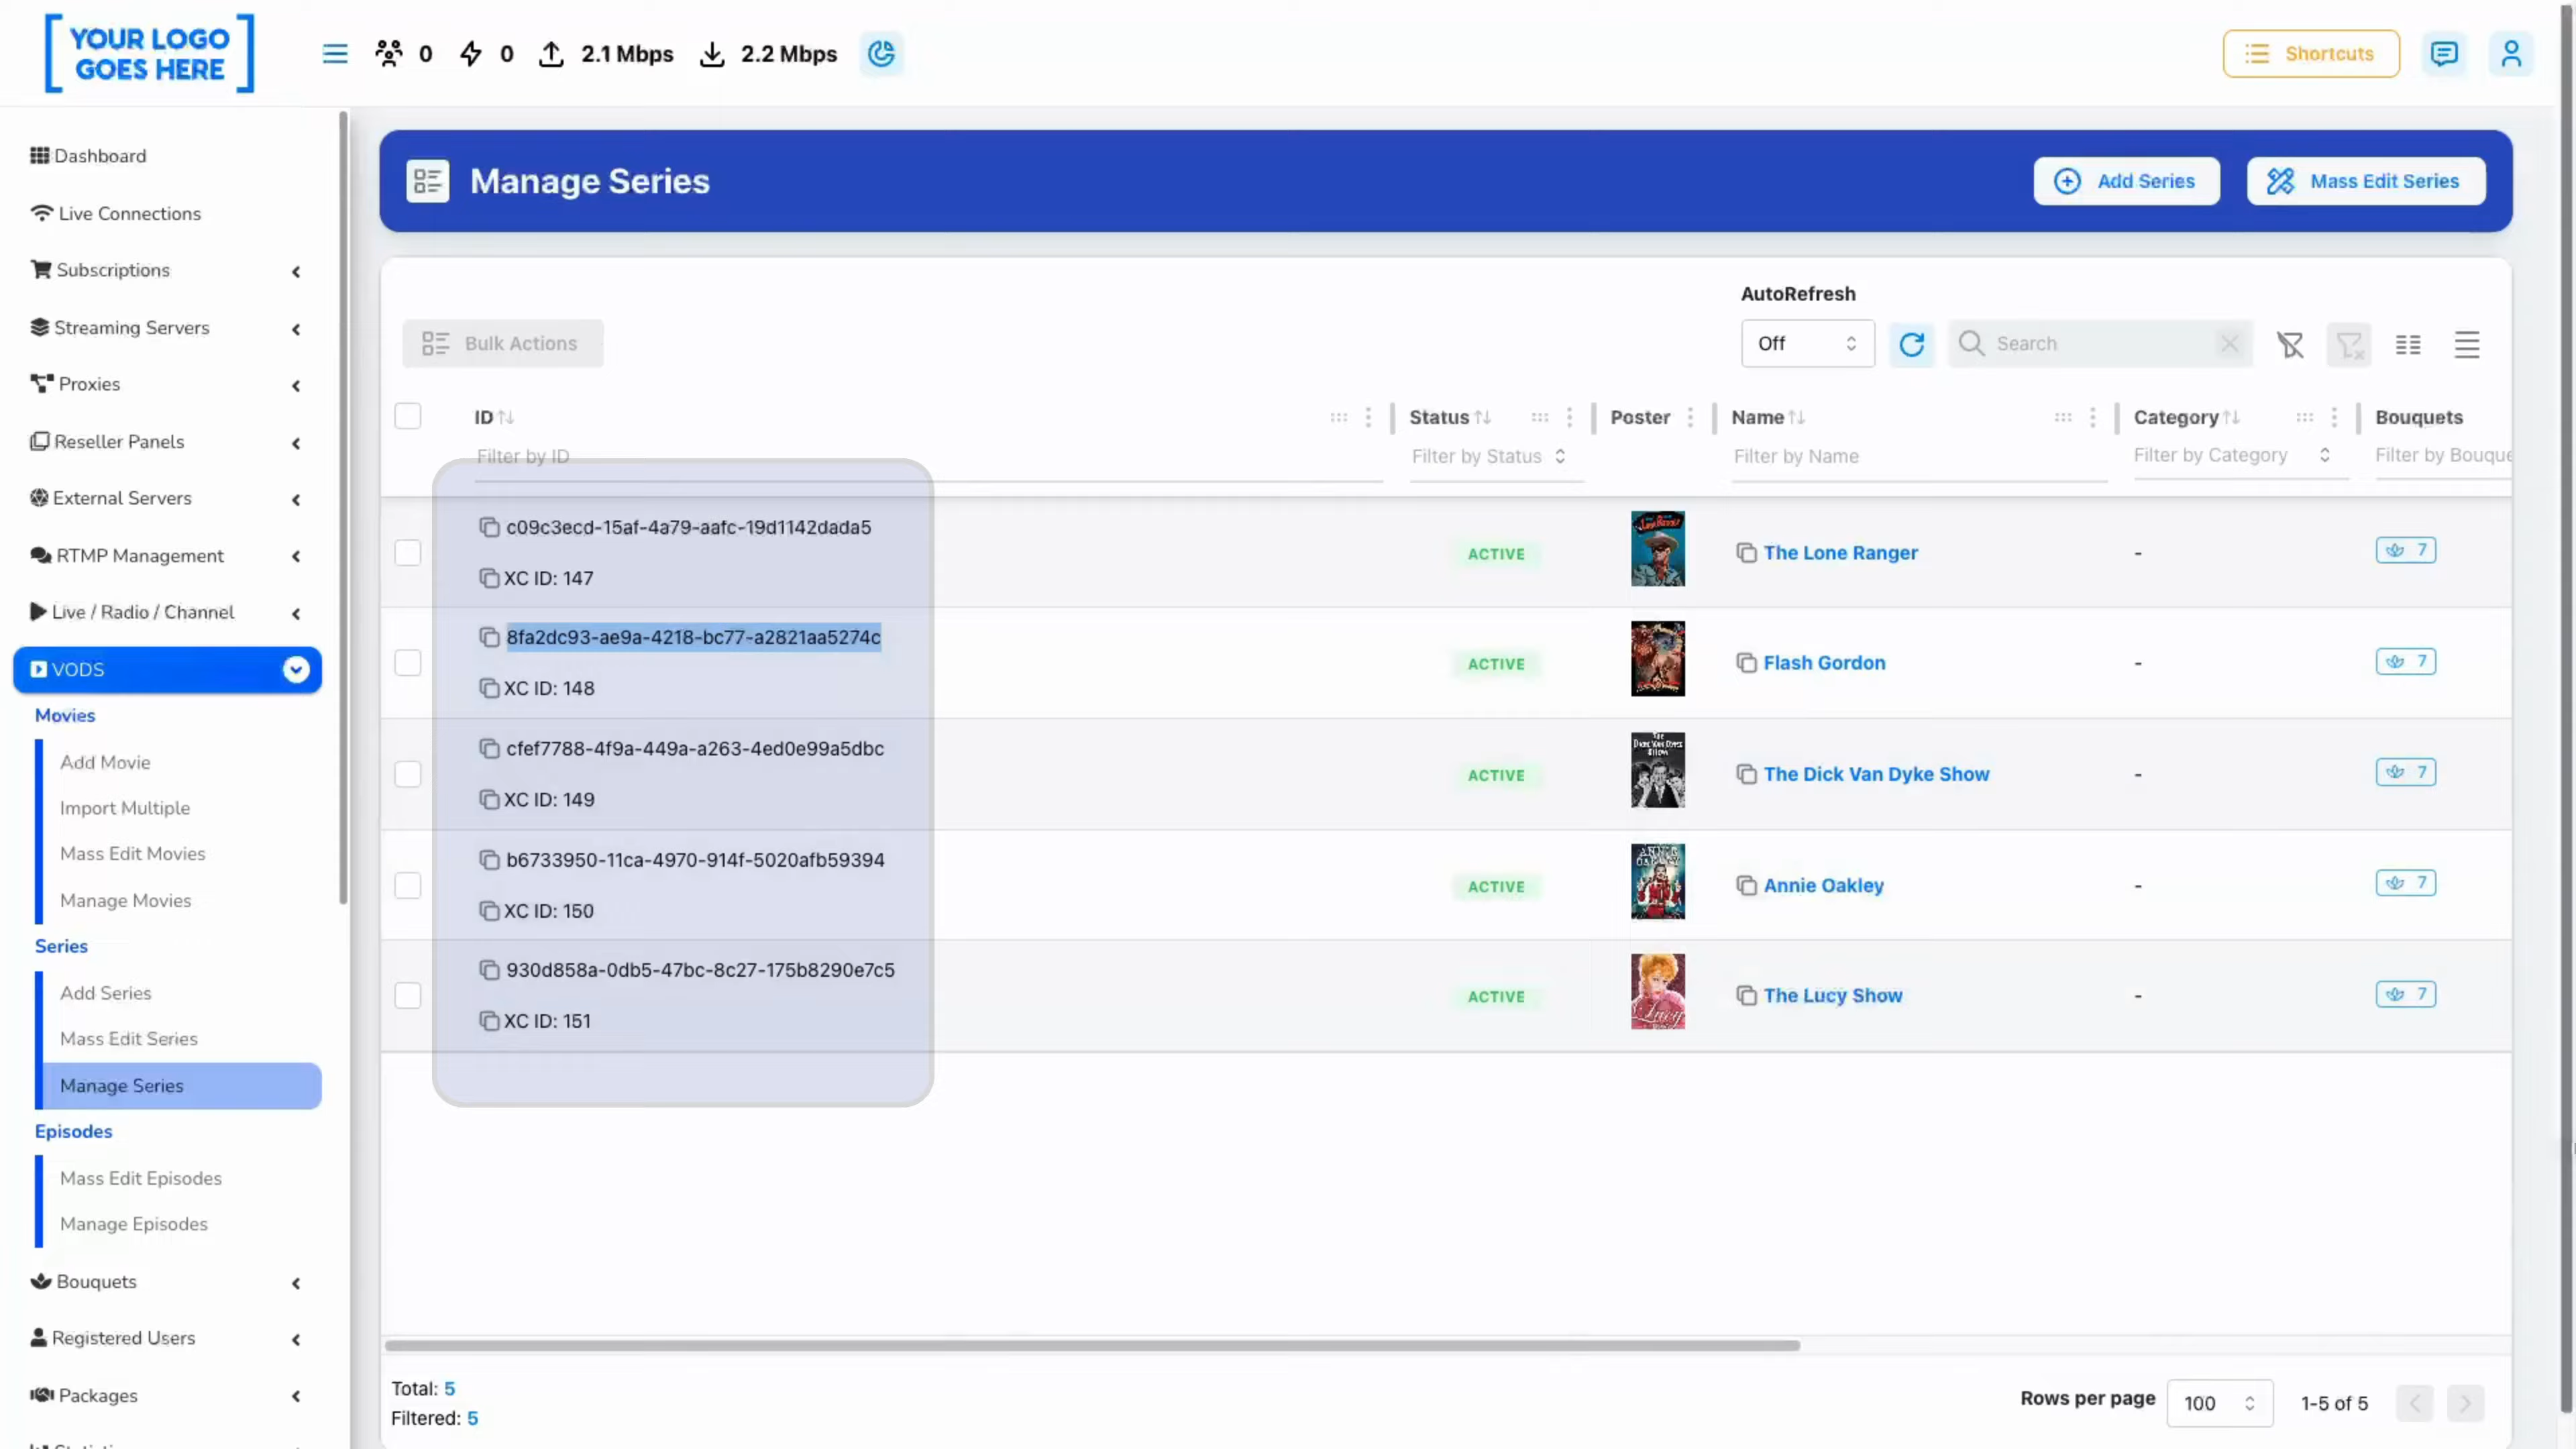 YOUR LOGO
GOES HERE
0
0
2.1 Mbps
2.2 Mbps
Shortcuts
Dashboard
Live Connections
Subscriptions
Streaming Servers
Proxies
Reseller Panels
External Servers
RTMP Management
Live / Radio / Channel
VODS
Movies
Add Movie
Import Multiple
Mass Edit Movies
Manage Movies
Series
Add Series
Mass Edit Series
Manage Series
Episodes
Mass Edit Episodes
Manage Episodes
Bouquets
Registered Users
Packages
Manage Series
Add Series
Mass Edit Series
AutoRefresh
Bulk Actions
Off
Search
ID
Status
Poster
Name
Category
Bouquets
Filter by ID
Filter by Status
Filter by Name
Filter by Category
Filter by Bouque
c09c3ecd-15af-4a79-aafc-19d1142dada5
XC ID: 147
ACTIVE
The Lone Ranger
-
7
8fa2dc93-ae9a-4218-bc77-a2821aa5274c
XC ID: 148
ACTIVE
Flash Gordon
-
7
cfef7788-4f9a-449a-a263-4ed0e99a5dbc
XC ID: 149
ACTIVE
The Dick Van Dyke Show
-
7
b6733950-11ca-4970-914f-5020afb59394
XC ID: 150
ACTIVE
ANNIE
OAKLEY
Annie Oakley
-
7
930d858a-0db5-47bc-8c27-175b8290e7c5
XC ID: 151
ACTIVE
Lucy
The Lucy Show
-
7
Total: 5
Filtered: 5
Rows per page
100
1-5 of 5